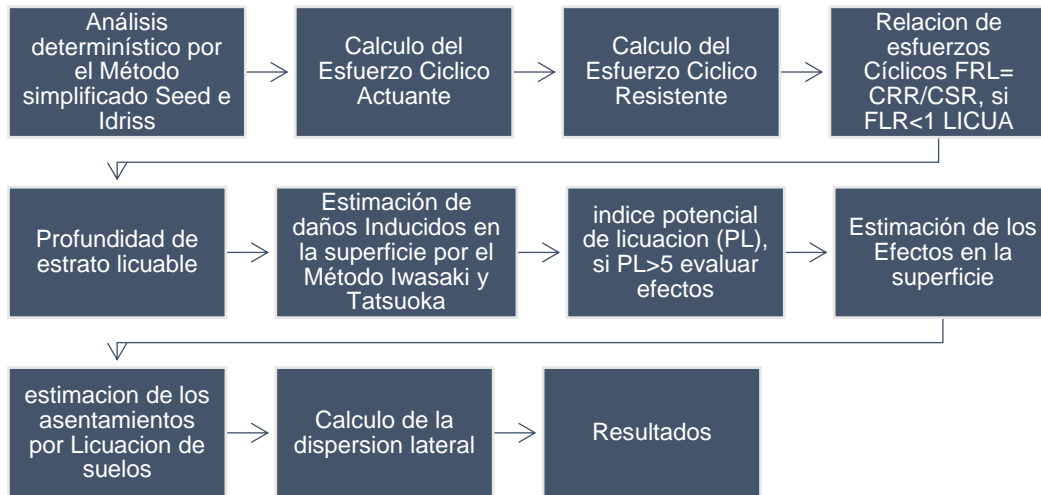 Análisis
determinístico por
el Método
simplificado Seed e
Idriss
Calculo del
Esfuerzo Ciclico
Actuante
Calculo del
Esfuerzo Ciclico
Resistente
Relacion de
esfuerzos
Cíclicos FRL=
CRR/CSR, si
FLR<1 LICUA
Profundidad de
estrato licuable
Estimación de
daños Inducidos en
la superficie por el
Método Iwasaki y
Tatsuoka
indice potencial
de licuacion (PL),
si PL>5 evaluar
efectos
Estimación de los
Efectos en la
superficie
estimacion de los
asentamientos
por Licuacion de
suelos
Calculo de la
dispersion lateral
Resultados